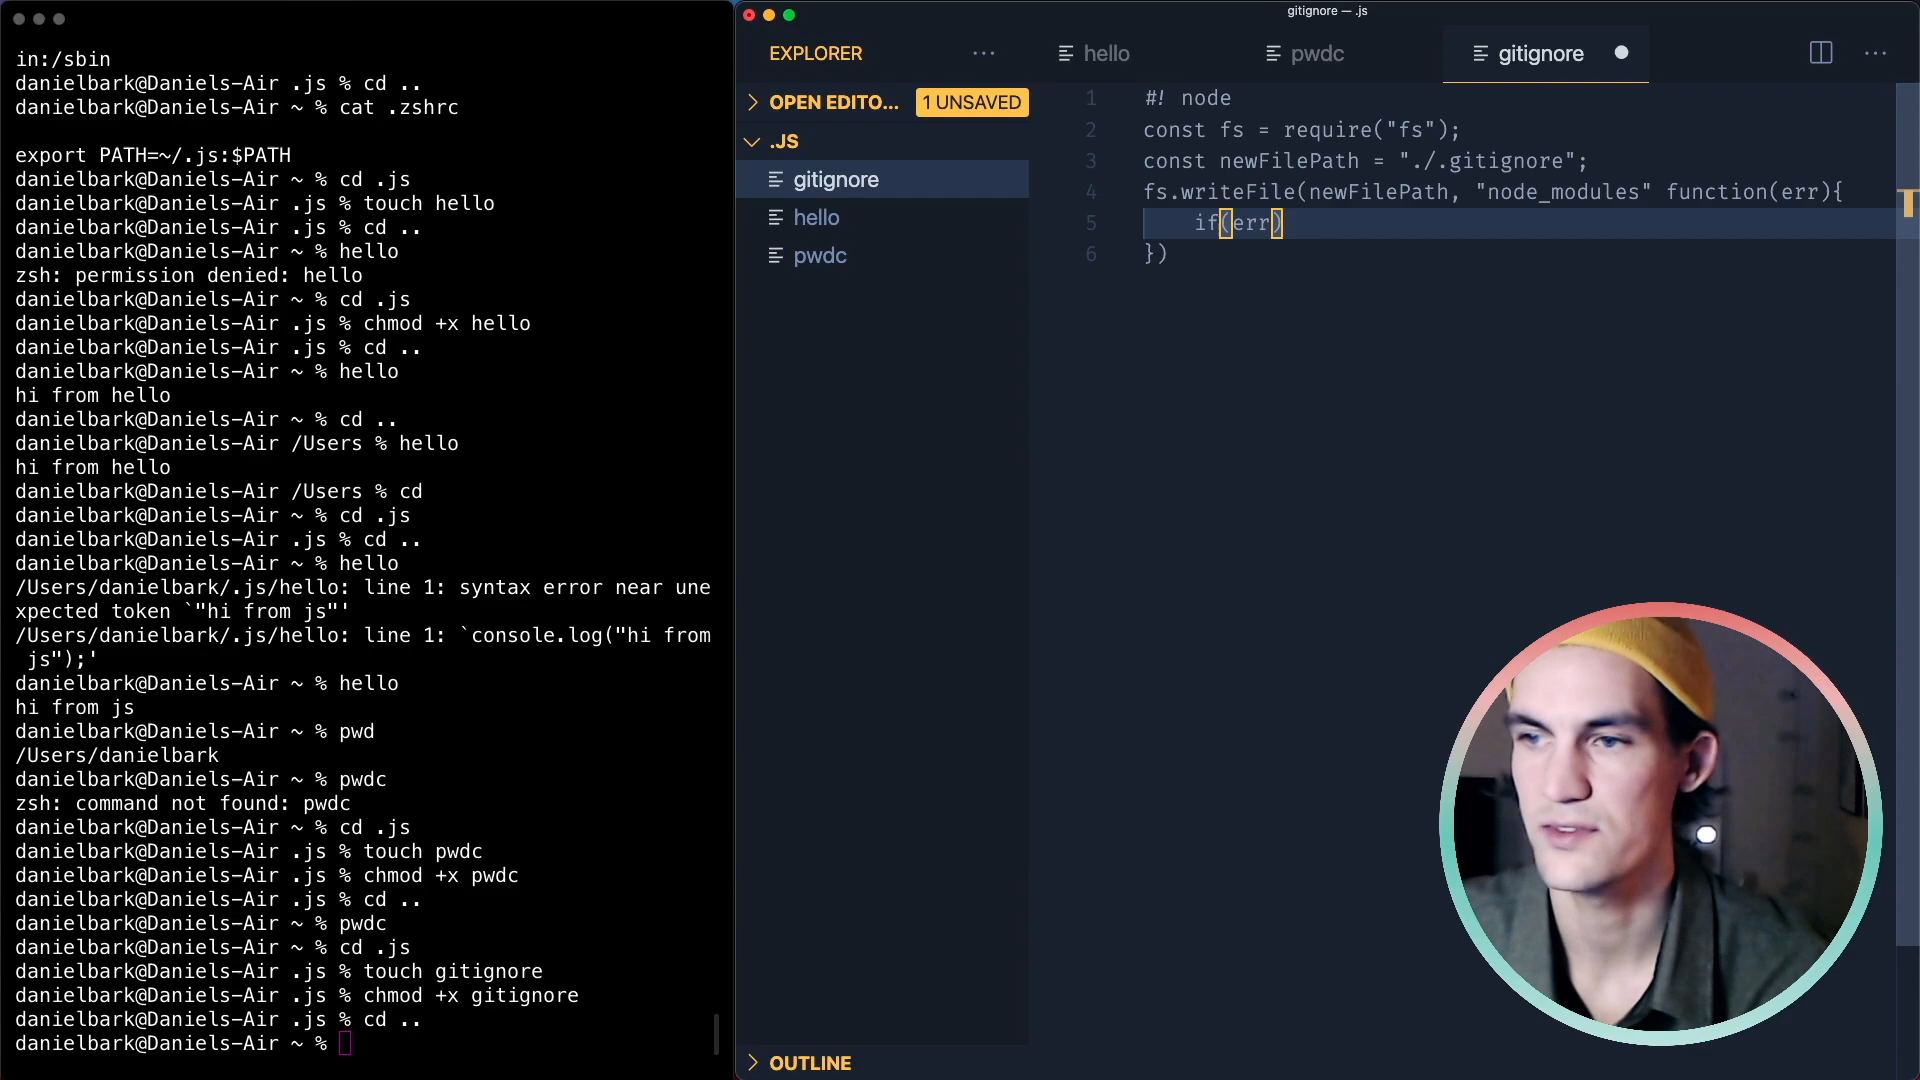 in:/sbin
danielbark@Daniels-Air .js % cd ..
danielbark@Daniels-Air ~ % cat .zshrc
export PATH=~/.js:$PATH
danielbark@Daniels-Air ~ % cd .js
danielbark@Daniels-Air .js % touch hello
danielbark@Daniels-Air .js % cd ..
danielbark@Daniels-Air ~ % hello
zsh: permission denied: hello
danielbark@Daniels-Air ~ % cd .js
danielbark@Daniels-Air .js % chmod +x hello
danielbark@Daniels-Air .js % cd ..
danielbark@Daniels-Air ~ % hello
hi from hello
danielbark@Daniels-Air ~ % cd ..
danielbark@Daniels-Air /Users % hello
hi from hello
danielbark@Daniels-Air /Users % cd
danielbark@Daniels-Air ~ % cd .js
danielbark@Daniels-Air .js % cd ..
danielbark@Daniels-Air ~ % hello
/Users/danielbark/.js/hello: line 1: syntax error near une
xpected token `"hi from js"'
/Users/danielbark/.js/hello: line 1: `console.log("hi from
js");'
danielbark@Daniels-Air ~ % hello
hi from js
danielbark@Daniels-Air ~ % pwd
/Users/danielbark
danielbark@Daniels-Air ~ % pwdc
zsh: command not found: pwdc
danielbark@Daniels-Air ~ % cd .js
danielbark@Daniels-Air .js % touch pwdc
danielbark@Daniels-Air .js % chmod +x pwdc
danielbark@Daniels-Air .js % cd ..
danielbark@Daniels-Air ~ % pwdc
danielbark@Daniels-Air ~ % cd .js
danielbark@Daniels-Air .js % touch gitignore
danielbark@Daniels-Air .js % chmod +x gitignore
danielbark@Daniels-Air .js % cd ..
danielbark@Daniels-Air ~ %
gitignore — .js
EXPLORER
OPEN EDITO... 1 UNSAVED
.JS
gitignore
hello
pwdc
OUTLINE
hello pwdc gitignore
1 #! node
2 const fs = require("fs");
3 const newFilePath = "./.gitignore";
4 fs.writeFile(newFilePath, "node_modules" function(err){
5 if(err)
6 })